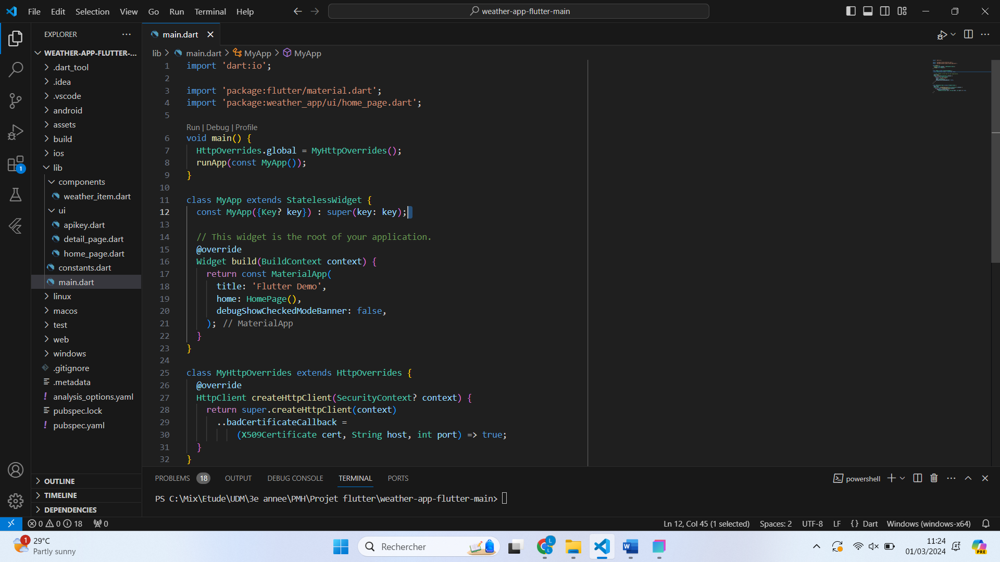 File Edit Selection View Go Run Terminal Help
weather-app-flutter-main
EXPLORER
WEATHER-APP-FLUTTER-...
.dart_tool
.idea
.vscode
android
assets
build
ios
lib
components
weather_item.dart
ui
apikey.dart
detail_page.dart
home_page.dart
constants.dart
main.dart
linux
macos
test
web
windows
.gitignore
.metadata
analysis_options.yaml
pubspec.lock
pubspec.yaml
OUTLINE
TIMELINE
DEPENDENCIES
1
main.dart
lib > main.dart > MyApp > MyApp
1 import 'dart:io';
2
3 import 'package:flutter/material.dart';
4 import 'package:weather_app/ui/home_page.dart';
5
Run | Debug | Profile
6 void main() {
7 HttpOverrides.global = MyHttpOverrides();
8 runApp(const MyApp());
9 }
10
11 class MyApp extends StatelessWidget {
12 const MyApp({Key? key}) : super(key: key);
13
14 // This widget is the root of your application.
15 @override
16 Widget build(BuildContext context) {
17 return const MaterialApp(
18 title: 'Flutter Demo',
19 home: HomePage(),
20 debugShowCheckedModeBanner: false,
21 ); // MaterialApp
22 }
23 }
24
25 class MyHttpOverrides extends HttpOverrides {
26 @override
27 HttpClient createHttpClient(SecurityContext? context) {
28 return super.createHttpClient(context)
29 ..badCertificateCallback =
30 (X509Certificate cert, String host, int port) => true;
31 }
32 }
PROBLEMS 18 OUTPUT DEBUG CONSOLE TERMINAL PORTS
powershell
PS C:\Mix\Etude\UDM\3e annee\PMH\Projet flutter\weather-app-flutter-main>
0 0 18 0
Ln 12, Col 45 (1 selected) Spaces: 2 UTF-8 LF {} Dart Windows (windows-x64)
1
29°C
Partly sunny
Rechercher
L
L
W
11:24
01/03/2024
PRE